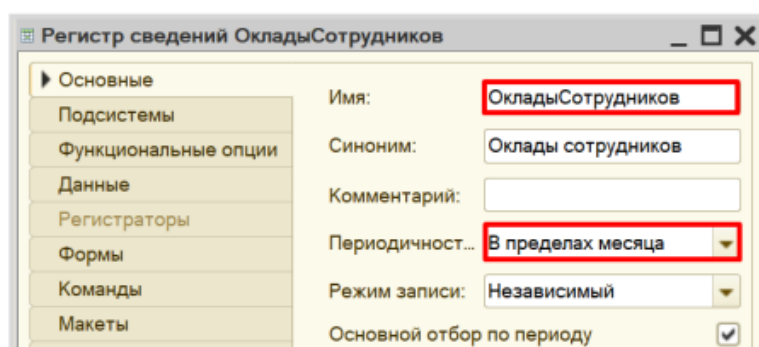 Регистр сведений ОкладыСотрудников
Основные
Подсистемы
Функциональные опции
Данные
Регистраторы
Формы
Команды
Макеты
Имя: ОкладыСотрудников
Синоним: Оклады сотрудников
Комментарий:
Периодичност... В пределах месяца
Режим записи: Независимый
Основной отбор по периоду